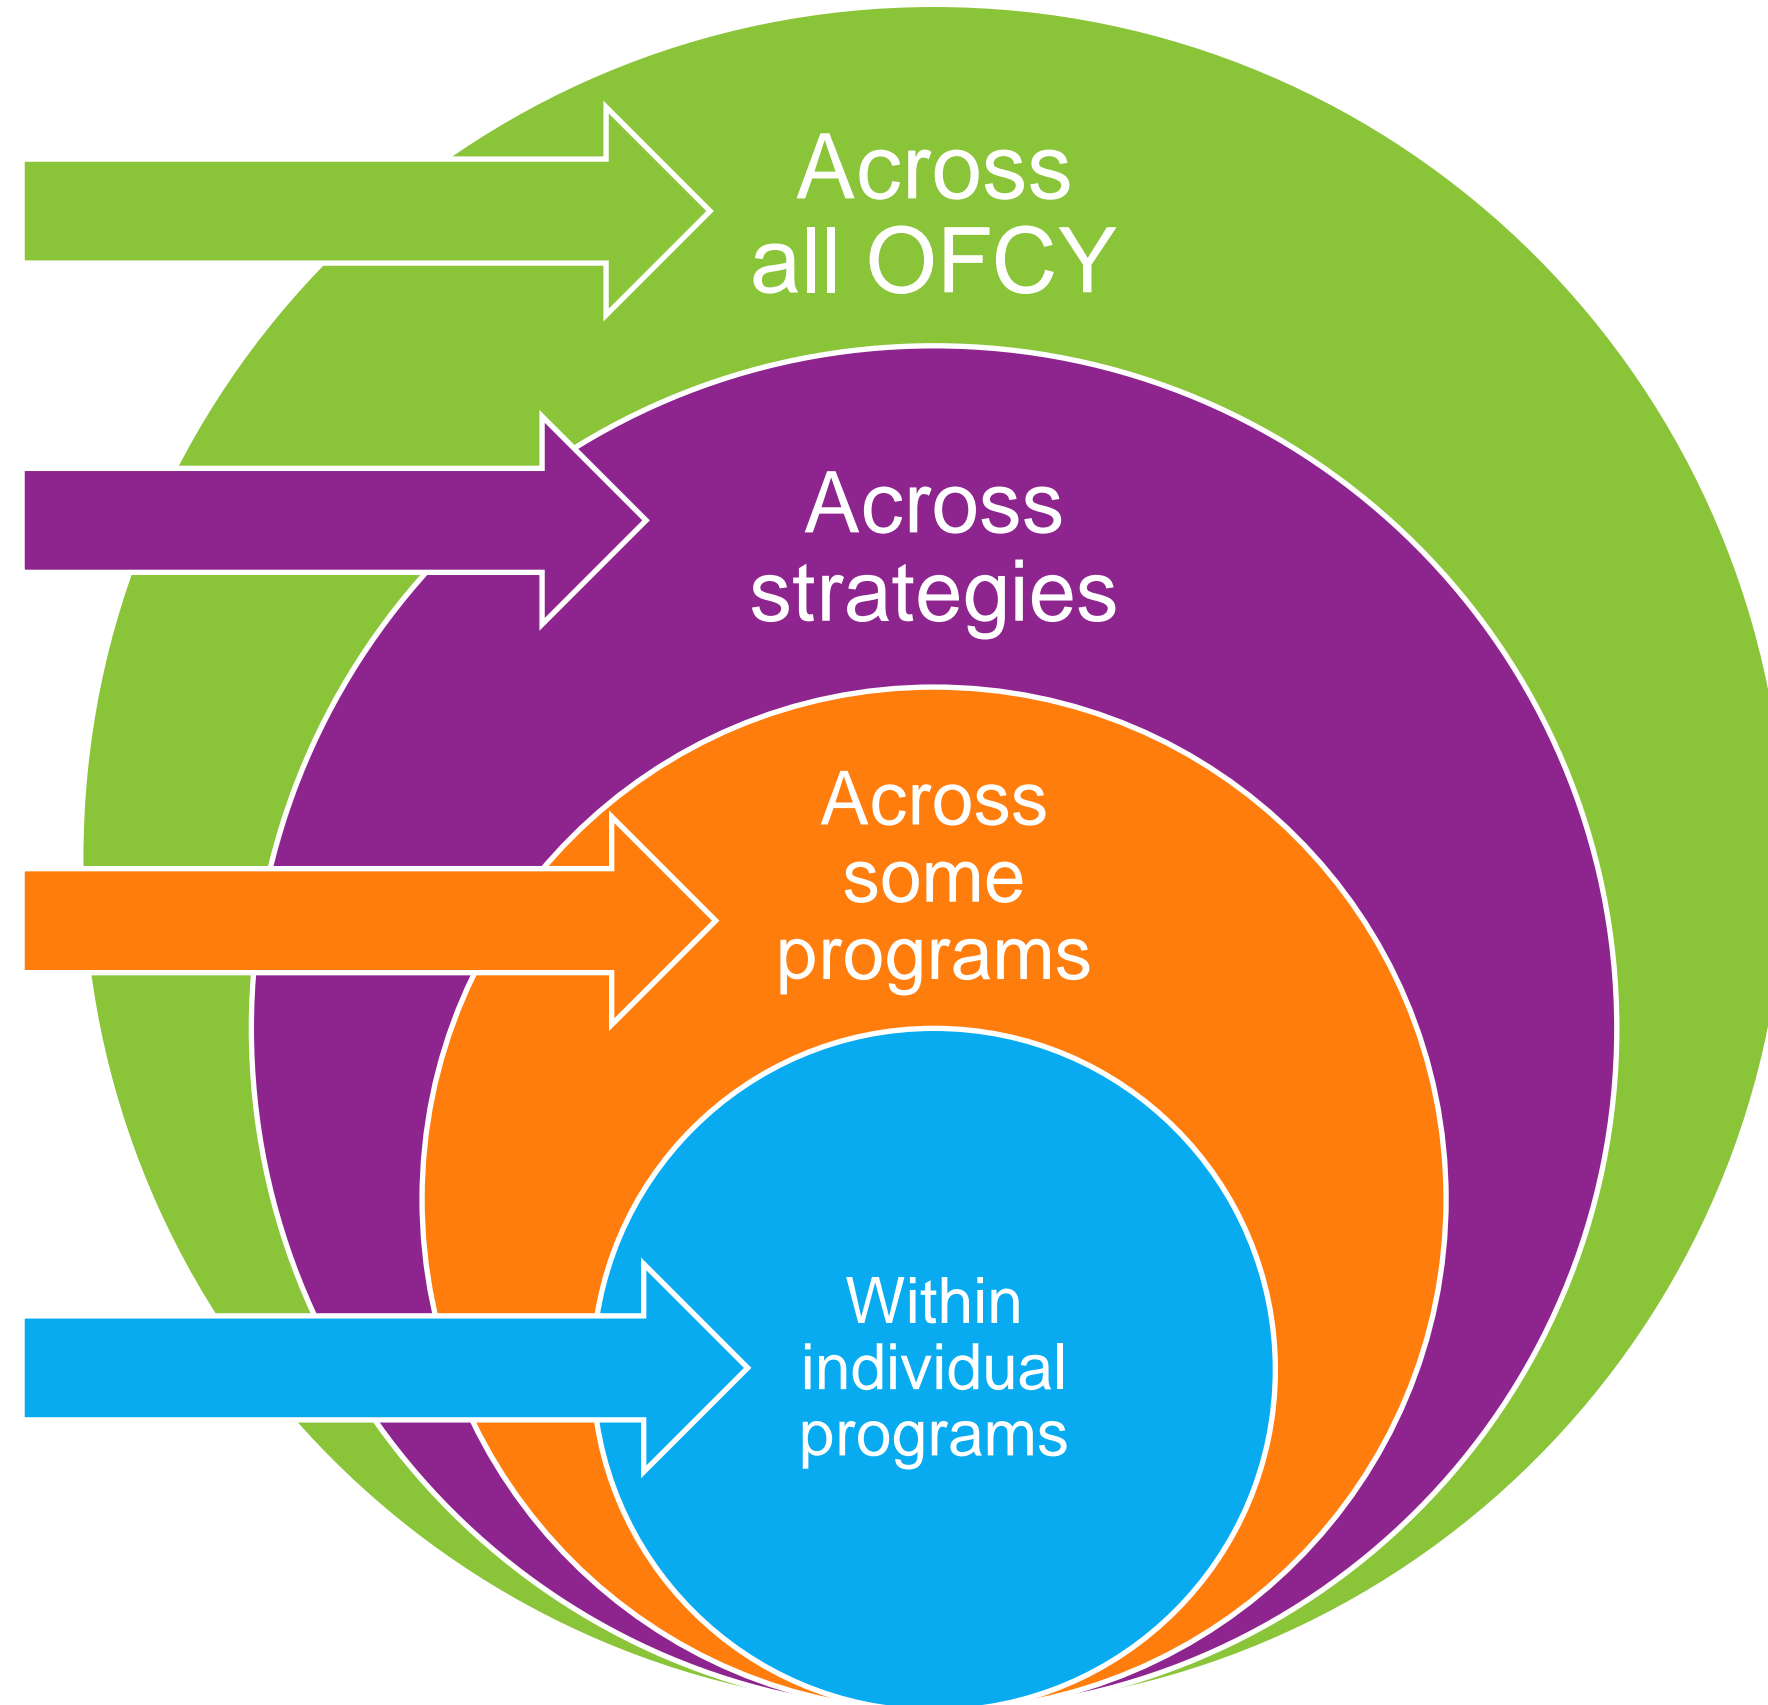 Across
all OFCY
Across
strategies
Across
some
programs
Within
individual
programs